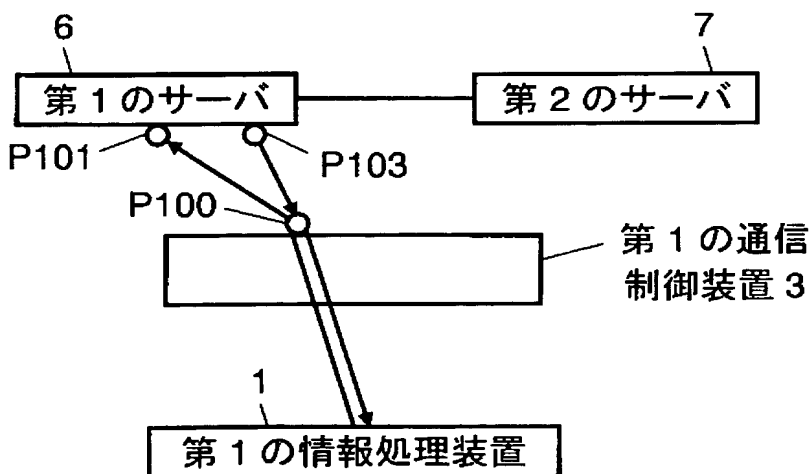 6
7
第1のサーバ
第2のサーバ
P101
P103
P100
第1の通信
制御装置3
1
第1の情報処理装置